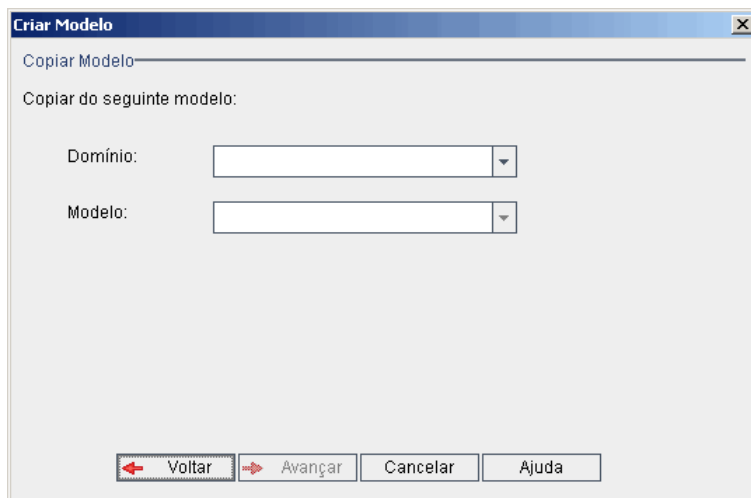 Criar Modelo
Copiar Modelo
Copiar do seguinte modelo:
Domínio:
Modelo:
Voltar Avançar Cancelar Ajuda